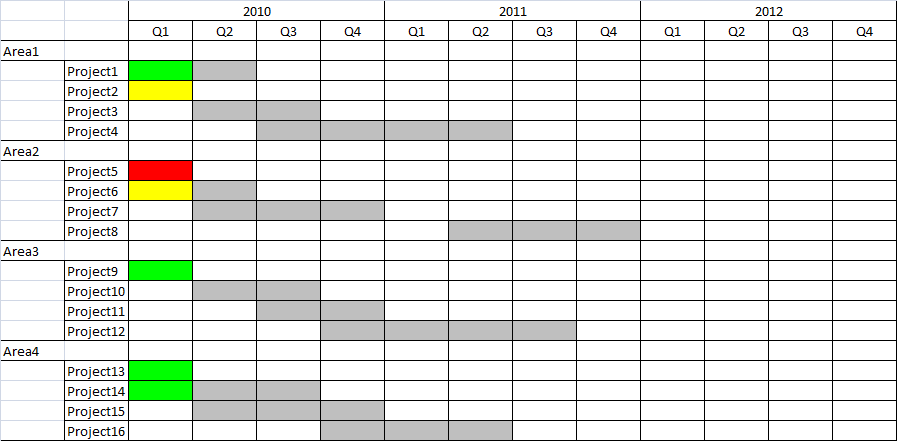 2010 2011 2012
Q1 Q2 Q3 Q4 Q1 Q2 Q3 Q4 Q1 Q2 Q3 Q4
Area1
Project1
Project2
Project3
Project4
Area2
Project5
Project6
Project7
Project8
Area3
Project9
Project10
Project11
Project12
Area4
Project13
Project14
Project15
Project16